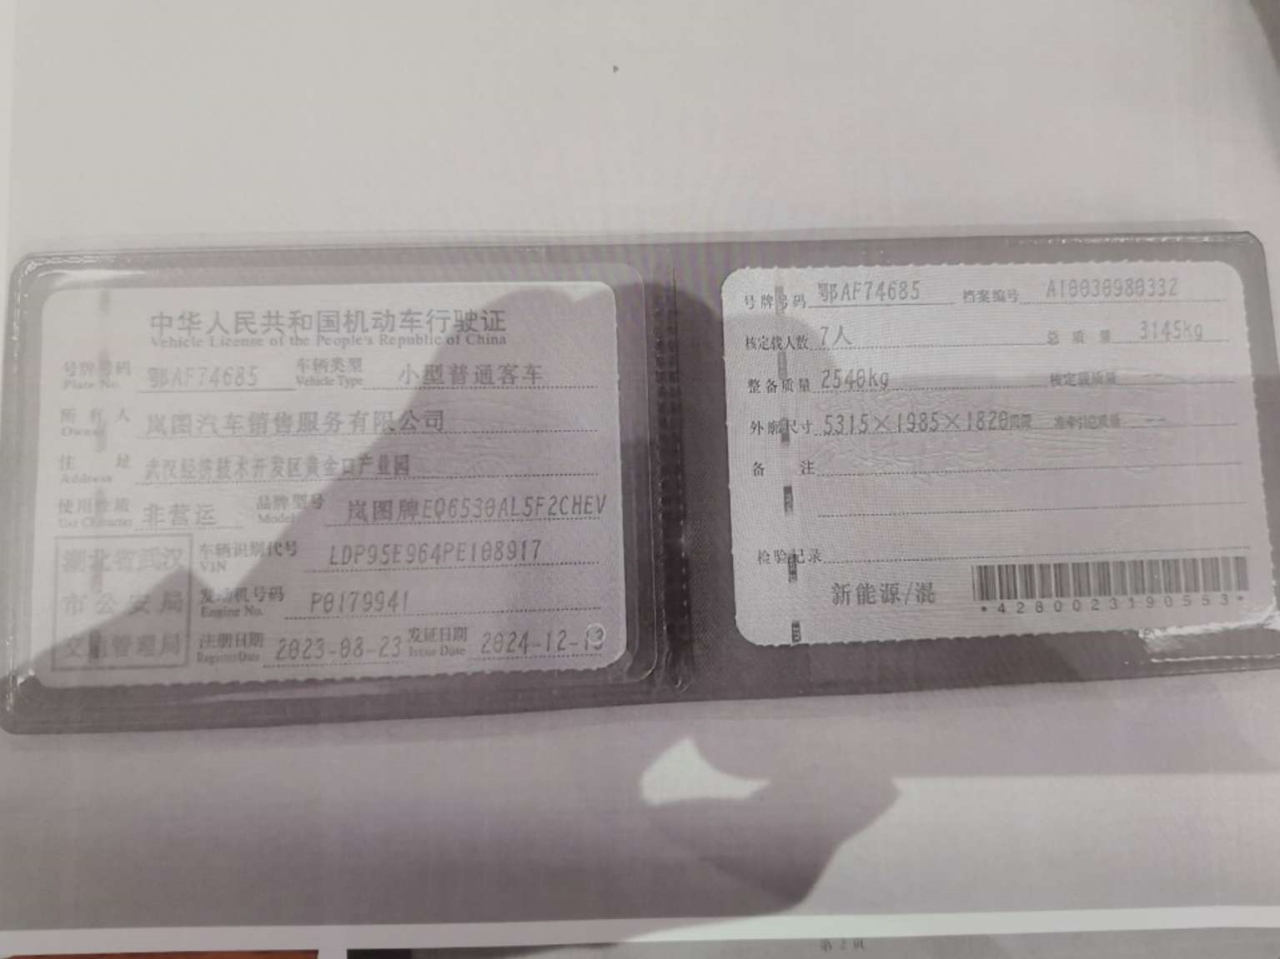 中华人民共和国机动车行驶证
Vehicle License of the People's Republic of China
号牌号码 Plate No. 鄂AF74685 车辆类型 Vehicle Type 小型普通客车
所有人 Owner 岚图汽车销售服务有限公司
住址 Address 武汉经济技术开发区黄金口产业园
使用性质 Use Character 非营运 品牌型号 Model 岚图牌EQ6530AL5F2CHEV
湖北省武汉市公安局交通管理局
车辆识别代号 VIN LDP95E964PE108917
发动机号码 Engine No. P0179941
注册日期 Register Date 2023-08-23 发证日期 Issue Date 2024-12-13
号牌号码 鄂AF74685 档案编号 A10030980332
核定载人数 7人 总质量 3145kg
整备质量 2540kg 核定载质量 --
外廓尺寸 5315×1985×1820mm 准牵引总质量 --
备注
检验记录
新能源/混
*4280023190553*
第2页